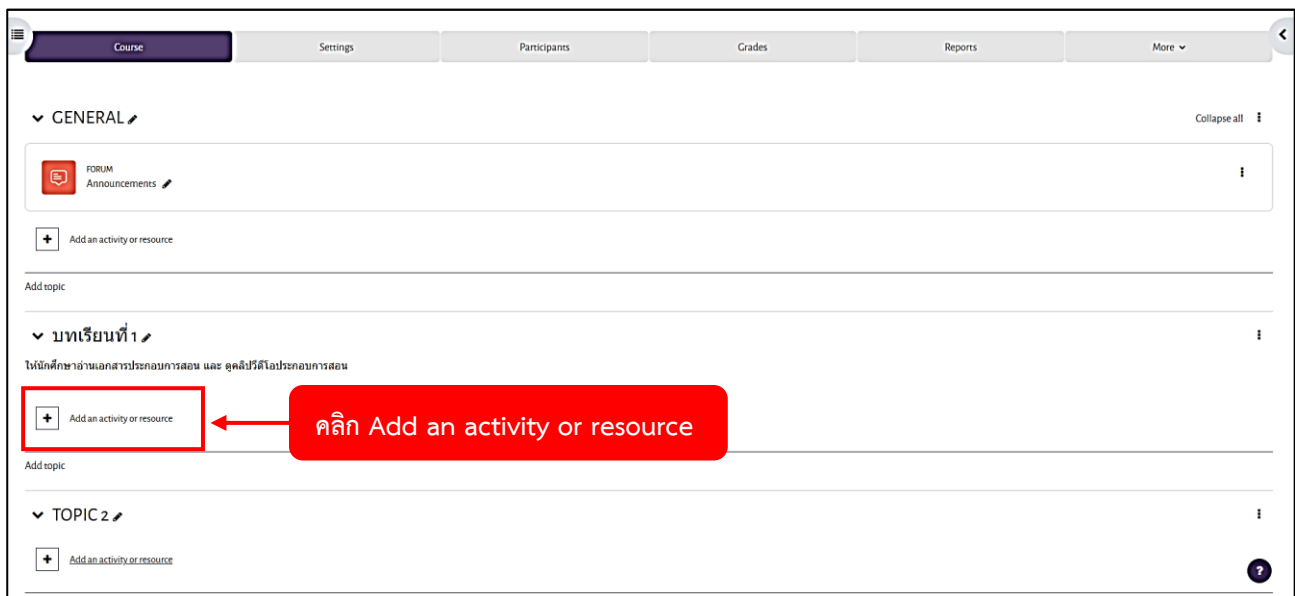 Course Settings Participants Grades Reports More
GENERAL
Collapse all
FORUM
Announcements
Add an activity or resource
Add topic
บทเรียนที่ 1
ให้นักศึกษาอ่านเอกสารประกอบการสอน และ ดูคลิปวีดีโอประกอบการสอน
Add an activity or resource
คลิก Add an activity or resource
Add topic
TOPIC 2
Add an activity or resource
?